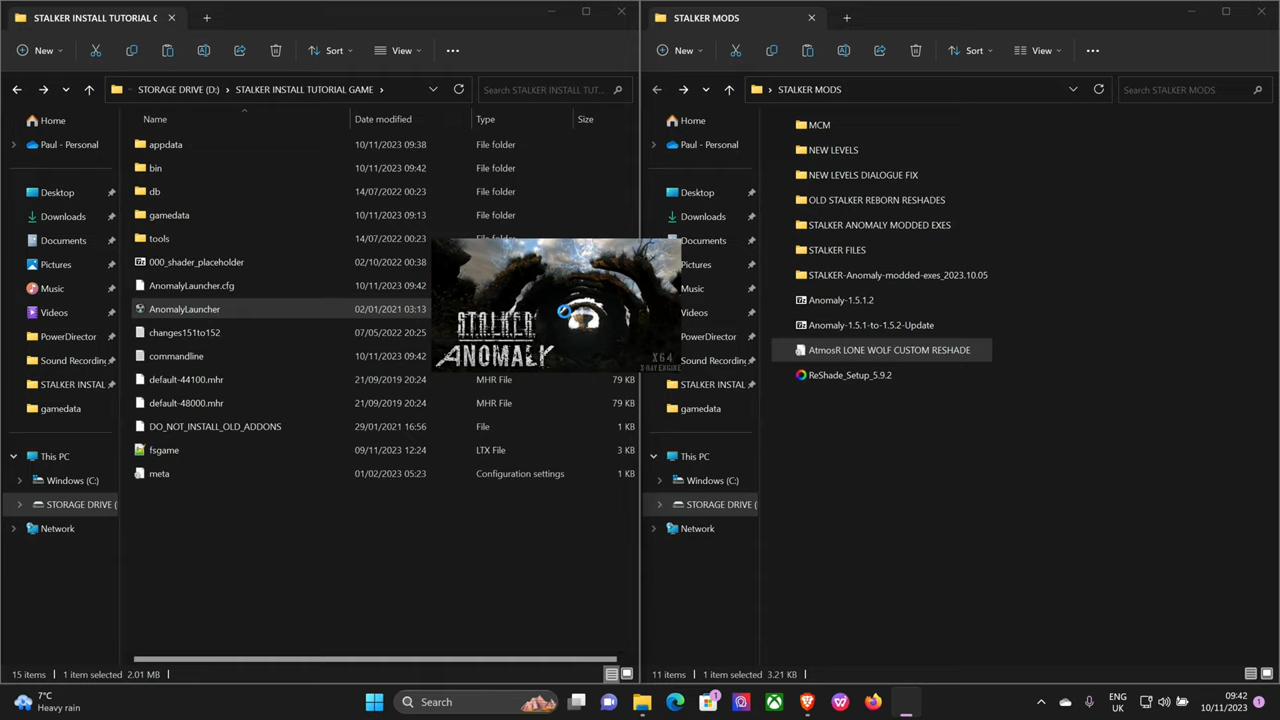 STALKER INSTALL TUTORIAL G
New
Sort
View
STORAGE DRIVE (D:)
STALKER INSTALL TUTORIAL GAME
Search STALKER INSTALL TUT...
Home
Paul - Personal
Desktop
Downloads
Documents
Pictures
Music
Videos
PowerDirector
Sound Recording
STALKER INSTAL
gamedata
This PC
Windows (C:)
STORAGE DRIVE (
Network
Name Date modified Type Size
appdata 10/11/2023 09:38 File folder
bin 10/11/2023 09:42 File folder
db 14/07/2022 00:23 File folder
gamedata 10/11/2023 09:13 File folder
tools 14/07/2022 00:23 File folder
000_shader_placeholder 02/10/2022 00:38
AnomalyLauncher.cfg 10/11/2023 09:42
AnomalyLauncher 02/01/2021 03:13
changes151to152 07/05/2022 20:25
commandline 10/11/2023 09:42
default-44100.mhr 21/09/2019 20:24 MHR File 79 KB
default-48000.mhr 21/09/2019 20:24 MHR File 79 KB
DO_NOT_INSTALL_OLD_ADDONS 29/01/2021 16:56 File 1 KB
fsgame 09/11/2023 12:24 LTX File 3 KB
meta 01/02/2023 05:23 Configuration settings 1 KB
STALKER
ANOMALY
X64
X-RAY ENGINE
15 items 1 item selected 2.01 MB
STALKER MODS
New
Sort
View
STALKER MODS
Search STALKER MODS
Home
Paul - Personal
Desktop
Downloads
Documents
Pictures
Music
Videos
PowerDirector
Sound Recording
STALKER INSTAL
gamedata
This PC
Windows (C:)
STORAGE DRIVE (
Network
MCM
NEW LEVELS
NEW LEVELS DIALOGUE FIX
OLD STALKER REBORN RESHADES
STALKER ANOMALY MODDED EXES
STALKER FILES
STALKER-Anomaly-modded-exes_2023.10.05
Anomaly-1.5.1.2
Anomaly-1.5.1-to-1.5.2-Update
AtmosR LONE WOLF CUSTOM RESHADE
ReShade_Setup_5.9.2
11 items 1 item selected 3.21 KB
7°C
Heavy rain
Search
1
ENG
UK
09:42
10/11/2023
1